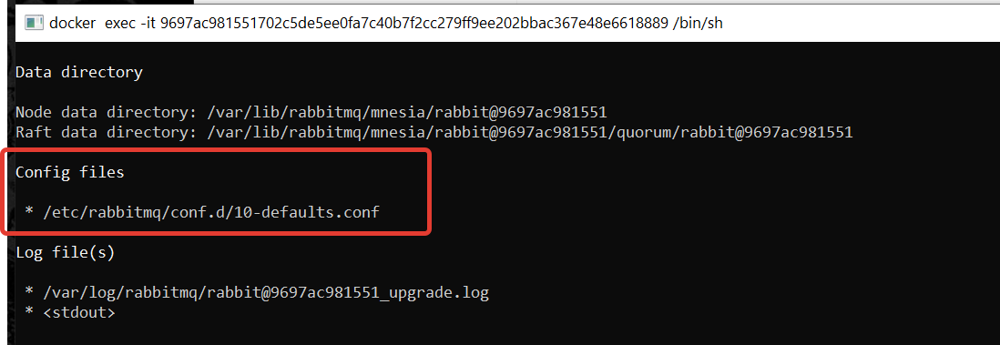 docker exec -it 9697ac981551702c5de5ee0fa7c40b7f2cc279ff9ee202bbac367e48e6618889 /bin/sh
Data directory
Node data directory: /var/lib/rabbitmq/mnesia/rabbit@9697ac981551
Raft data directory: /var/lib/rabbitmq/mnesia/rabbit@9697ac981551/quorum/rabbit@9697ac981551
Config files
* /etc/rabbitmq/conf.d/10-defaults.conf
Log file(s)
* /var/log/rabbitmq/rabbit@9697ac981551_upgrade.log
* <stdout>